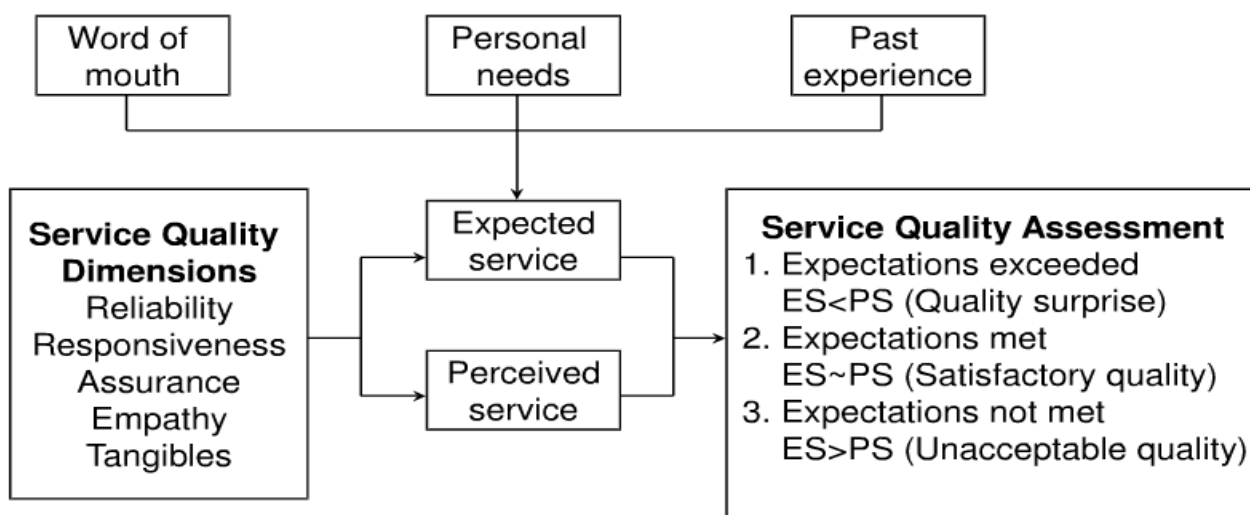 Word of
mouth
Personal
needs
Past
experience
Service Quality
Dimensions
Reliability
Responsiveness
Assurance
Empathy
Tangibles
Expected
service
Perceived
service
Service Quality Assessment
1. Expectations exceeded
ES<PS (Quality surprise)
2. Expectations met
ES~PS (Satisfactory quality)
3. Expectations not met
ES>PS (Unacceptable quality)